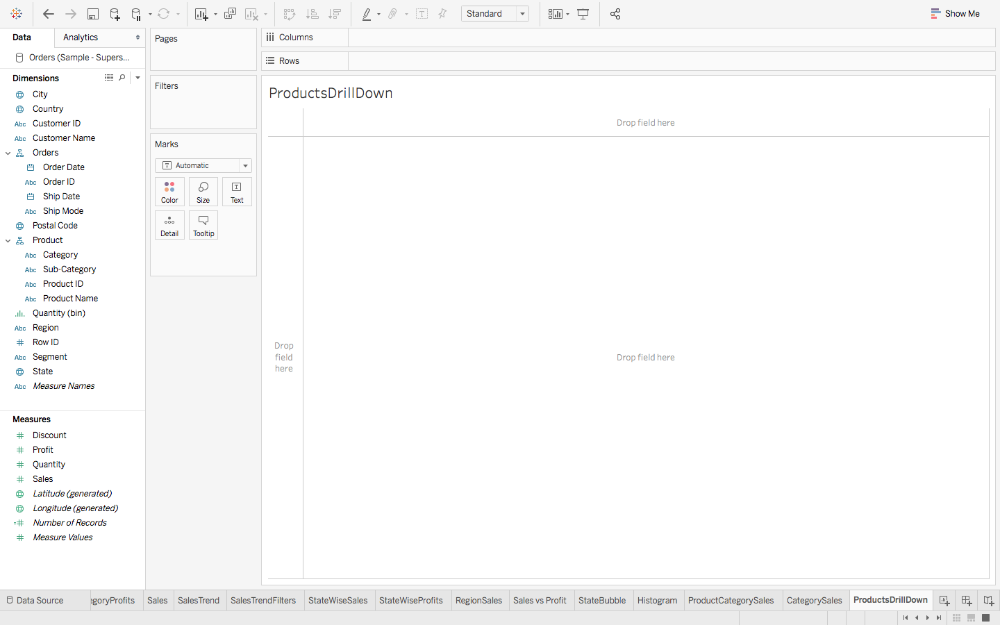 Standard
Show Me
Data
Analytics
Orders (Sample - Supers...
Dimensions
City
Country
Abc Customer ID
Abc Customer Name
Orders
Order Date
Abc Order ID
Ship Date
Abc Ship Mode
Postal Code
Product
Abc Category
Abc Sub-Category
Abc Product ID
Abc Product Name
Quantity (bin)
Abc Region
Row ID
Abc Segment
State
Abc Measure Names
Measures
Discount
Profit
Quantity
Sales
Latitude (generated)
Longitude (generated)
Number of Records
Measure Values
Pages
Filters
Marks
T Automatic
Color
Size
T Text
Detail
Tooltip
Columns
Rows
ProductsDrillDown
Drop field here
Drop
field
here
Drop field here
Data Source
egoryProfits
Sales
SalesTrend
SalesTrendFilters
StateWiseSales
StateWiseProfits
RegionSales
Sales vs Profit
StateBubble
Histogram
ProductCategorySales
CategorySales
ProductsDrillDown